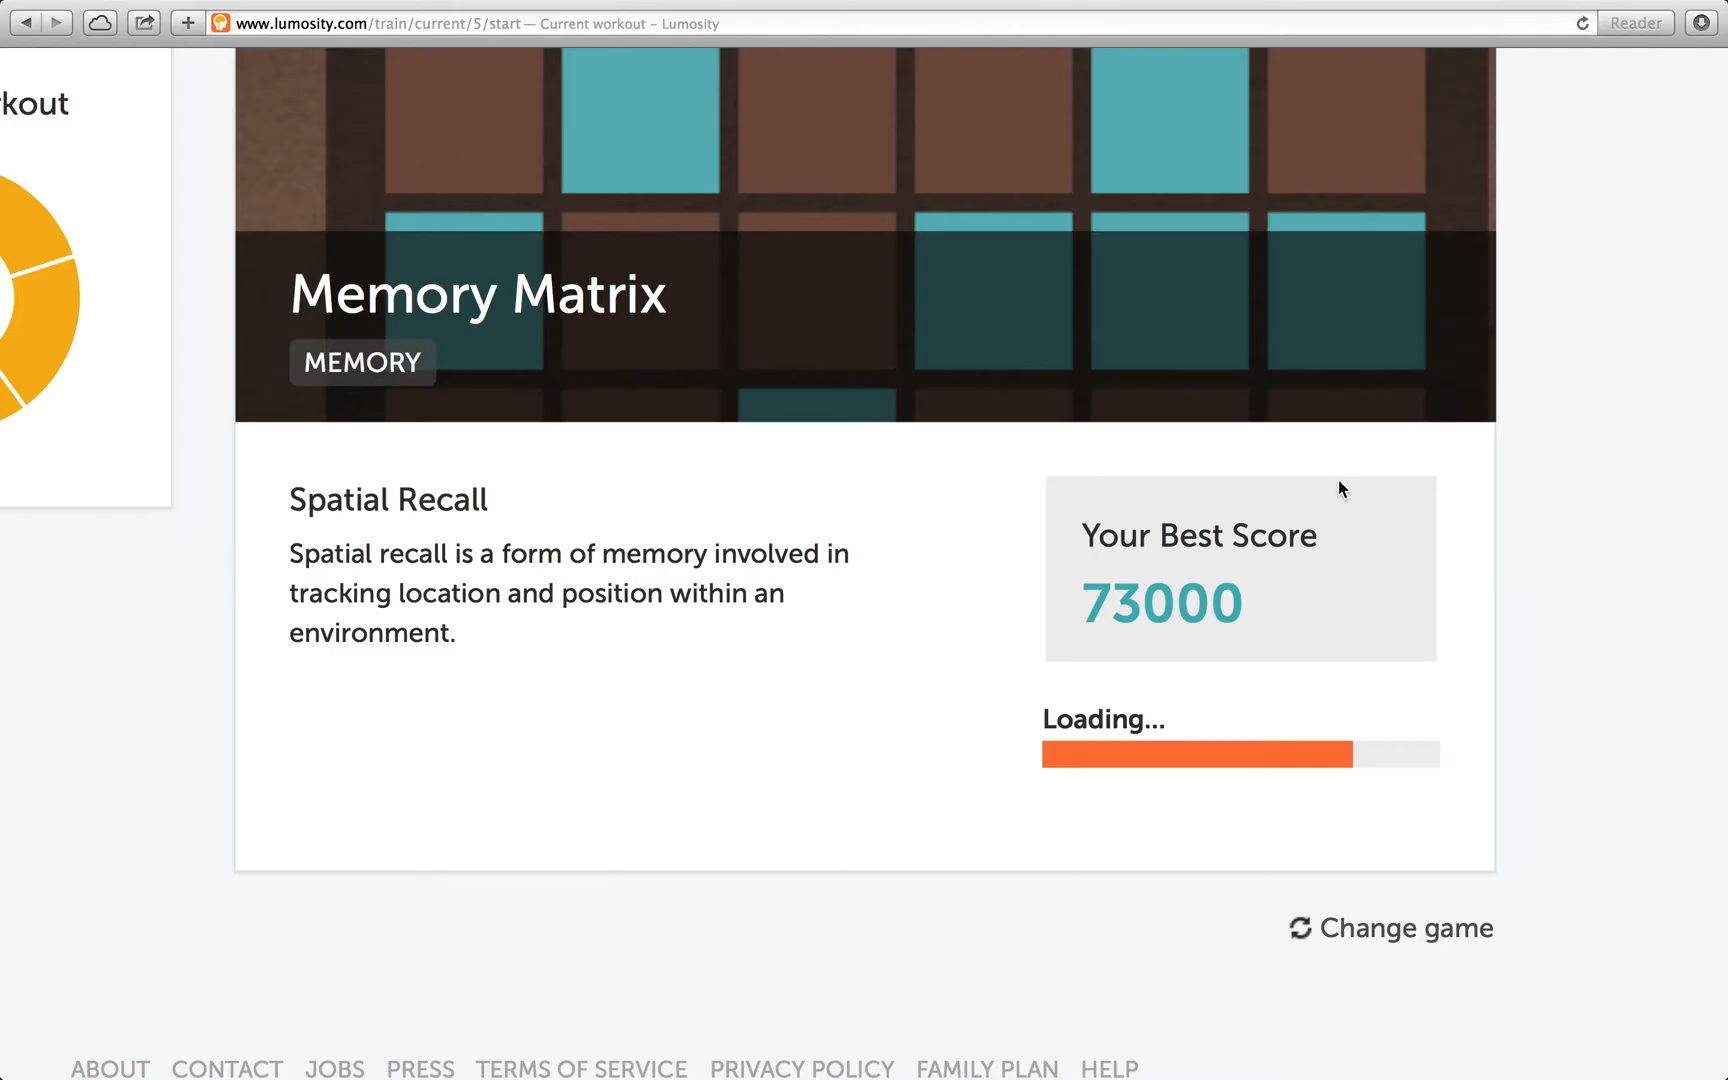 www.lumosity.com/train/current/5/start — Current workout – Lumosity
Reader
kout
Memory Matrix
MEMORY
Spatial Recall
Spatial recall is a form of memory involved in
tracking location and position within an
environment.
Your Best Score
73000
Loading...
Change game
ABOUT CONTACT JOBS PRESS TERMS OF SERVICE PRIVACY POLICY FAMILY PLAN HELP